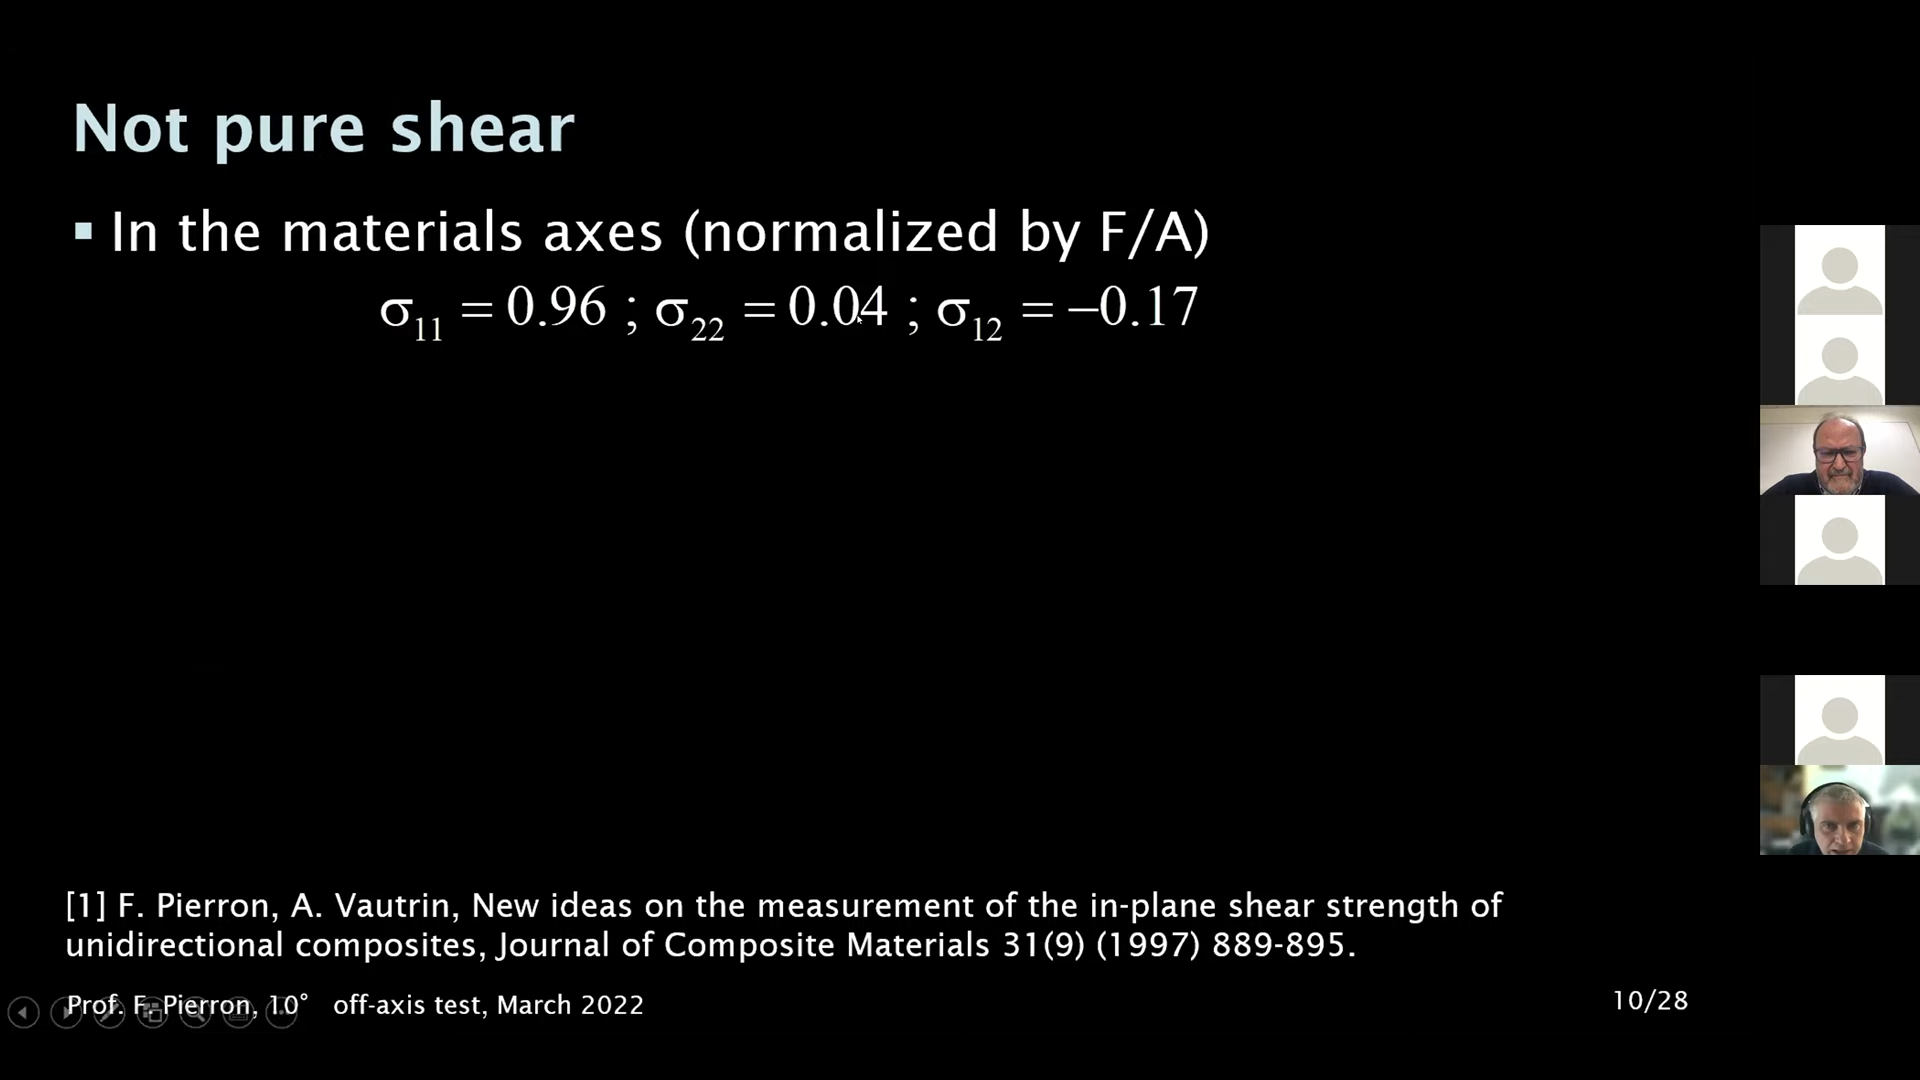 Not pure shear
▪ In the materials axes (normalized by F/A)
σ₁₁ = 0.96 ; σ₂₂ = 0.04 ; σ₁₂ = –0.17
[1] F. Pierron, A. Vautrin, New ideas on the measurement of the in-plane shear strength of
unidirectional composites, Journal of Composite Materials 31(9) (1997) 889-895.
Prof. F. Pierron, 10° off-axis test, March 2022
10/28